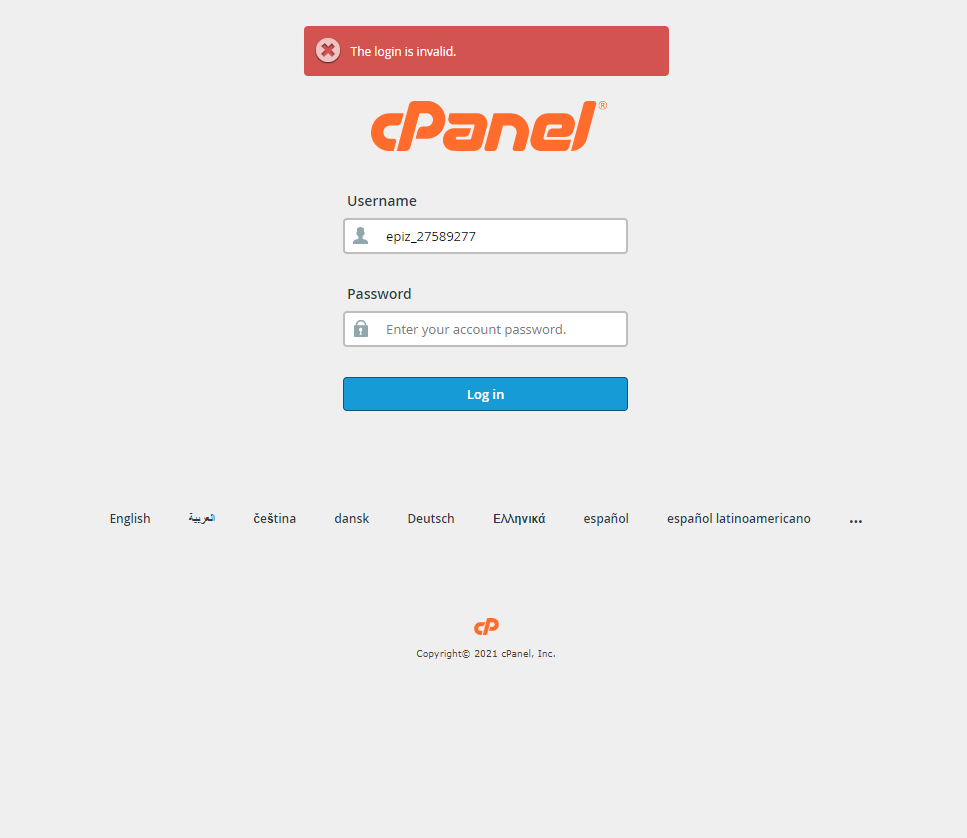 The login is invalid.
cPanel®
Username
epiz_27589277
Password
Enter your account password.
Log in
English العربية čeština dansk Deutsch Ελληνικά español español latinoamericano ...
cP
Copyright© 2021 cPanel, Inc.